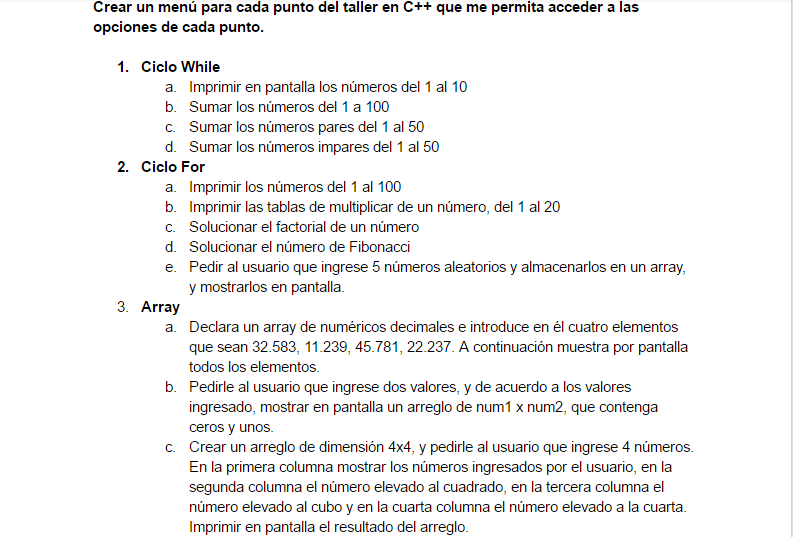 Crear un menú para cada punto del taller en C++ que me permita acceder a las
opciones de cada punto.
1. Ciclo While
a. Imprimir en pantalla los números del 1 al 10
b. Sumar los números del 1 a 100
c. Sumar los números pares del 1 al 50
d. Sumar los números impares del 1 al 50
2. Ciclo For
a. Imprimir los números del 1 al 100
b. Imprimir las tablas de multiplicar de un número, del 1 al 20
c. Solucionar el factorial de un número
d. Solucionar el número de Fibonacci
e. Pedir al usuario que ingrese 5 números aleatorios y almacenarlos en un array,
y mostrarlos en pantalla.
3. Array
a. Declara un array de numéricos decimales e introduce en él cuatro elementos
que sean 32.583, 11.239, 45.781, 22.237. A continuación muestra por pantalla
todos los elementos.
b. Pedirle al usuario que ingrese dos valores, y de acuerdo a los valores
ingresado, mostrar en pantalla un arreglo de num1 x num2, que contenga
ceros y unos.
c. Crear un arreglo de dimensión 4x4, y pedirle al usuario que ingrese 4 números.
En la primera columna mostrar los números ingresados por el usuario, en la
segunda columna el número elevado al cuadrado, en la tercera columna el
número elevado al cubo y en la cuarta columna el número elevado a la cuarta.
Imprimir en pantalla el resultado del arreglo.